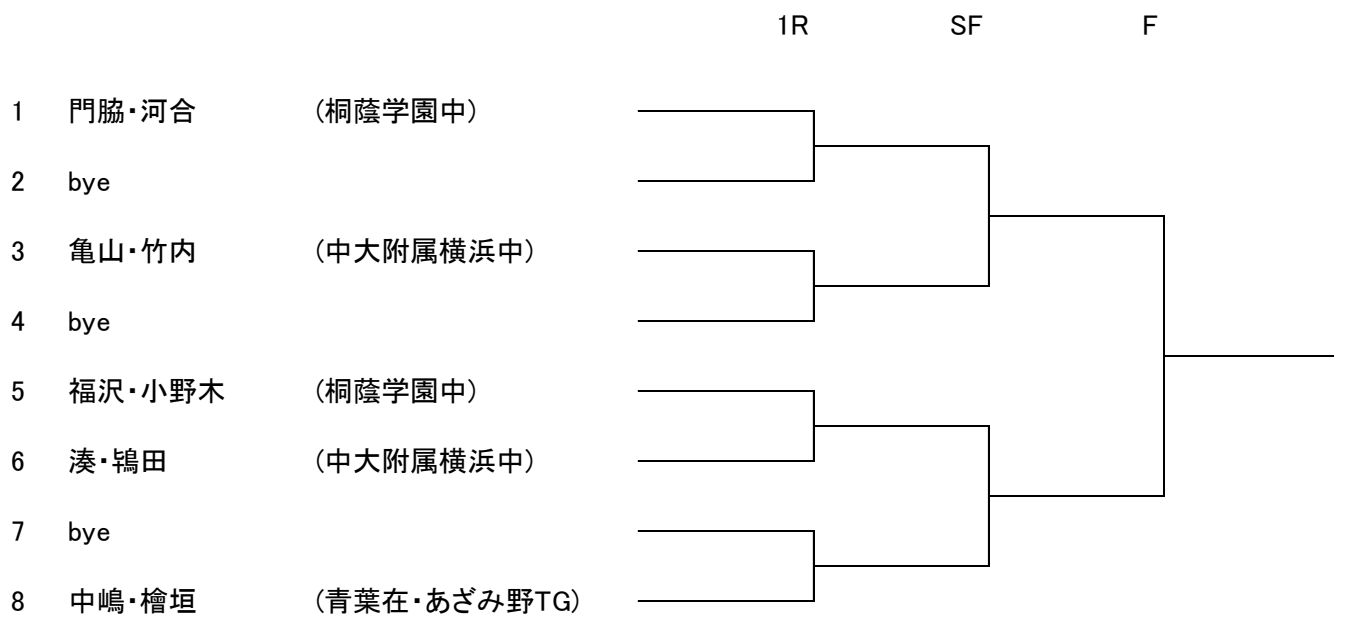 1R SF F
1 門脇・河合 (桐蔭学園中)
2 bye
3 亀山・竹内 (中大附属横浜中)
4 bye
5 福沢・小野木 (桐蔭学園中)
6 湊・鴇田 (中大附属横浜中)
7 bye
8 中嶋・檜垣 (青葉在・あざみ野TG)